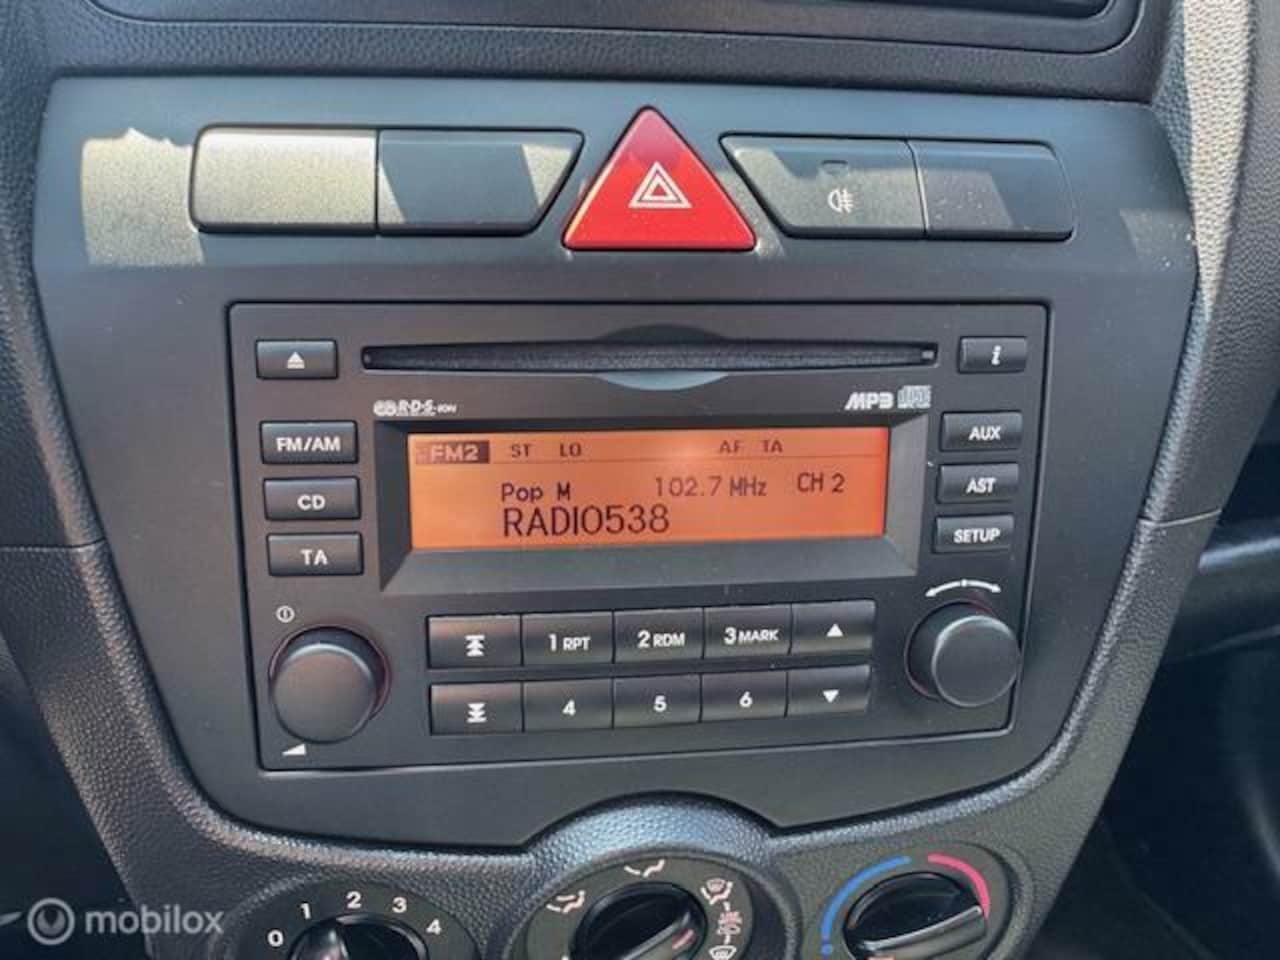 i
R·D·S EON
MP3
FM/AM
AUX
FM2 ST LO AF TA
CD
Pop M 102.7 MHz CH 2
AST
RADIO538
TA
SETUP
1 RPT 2 RDM 3 MARK
4 5 6
0 1 2 3 4
mobilox